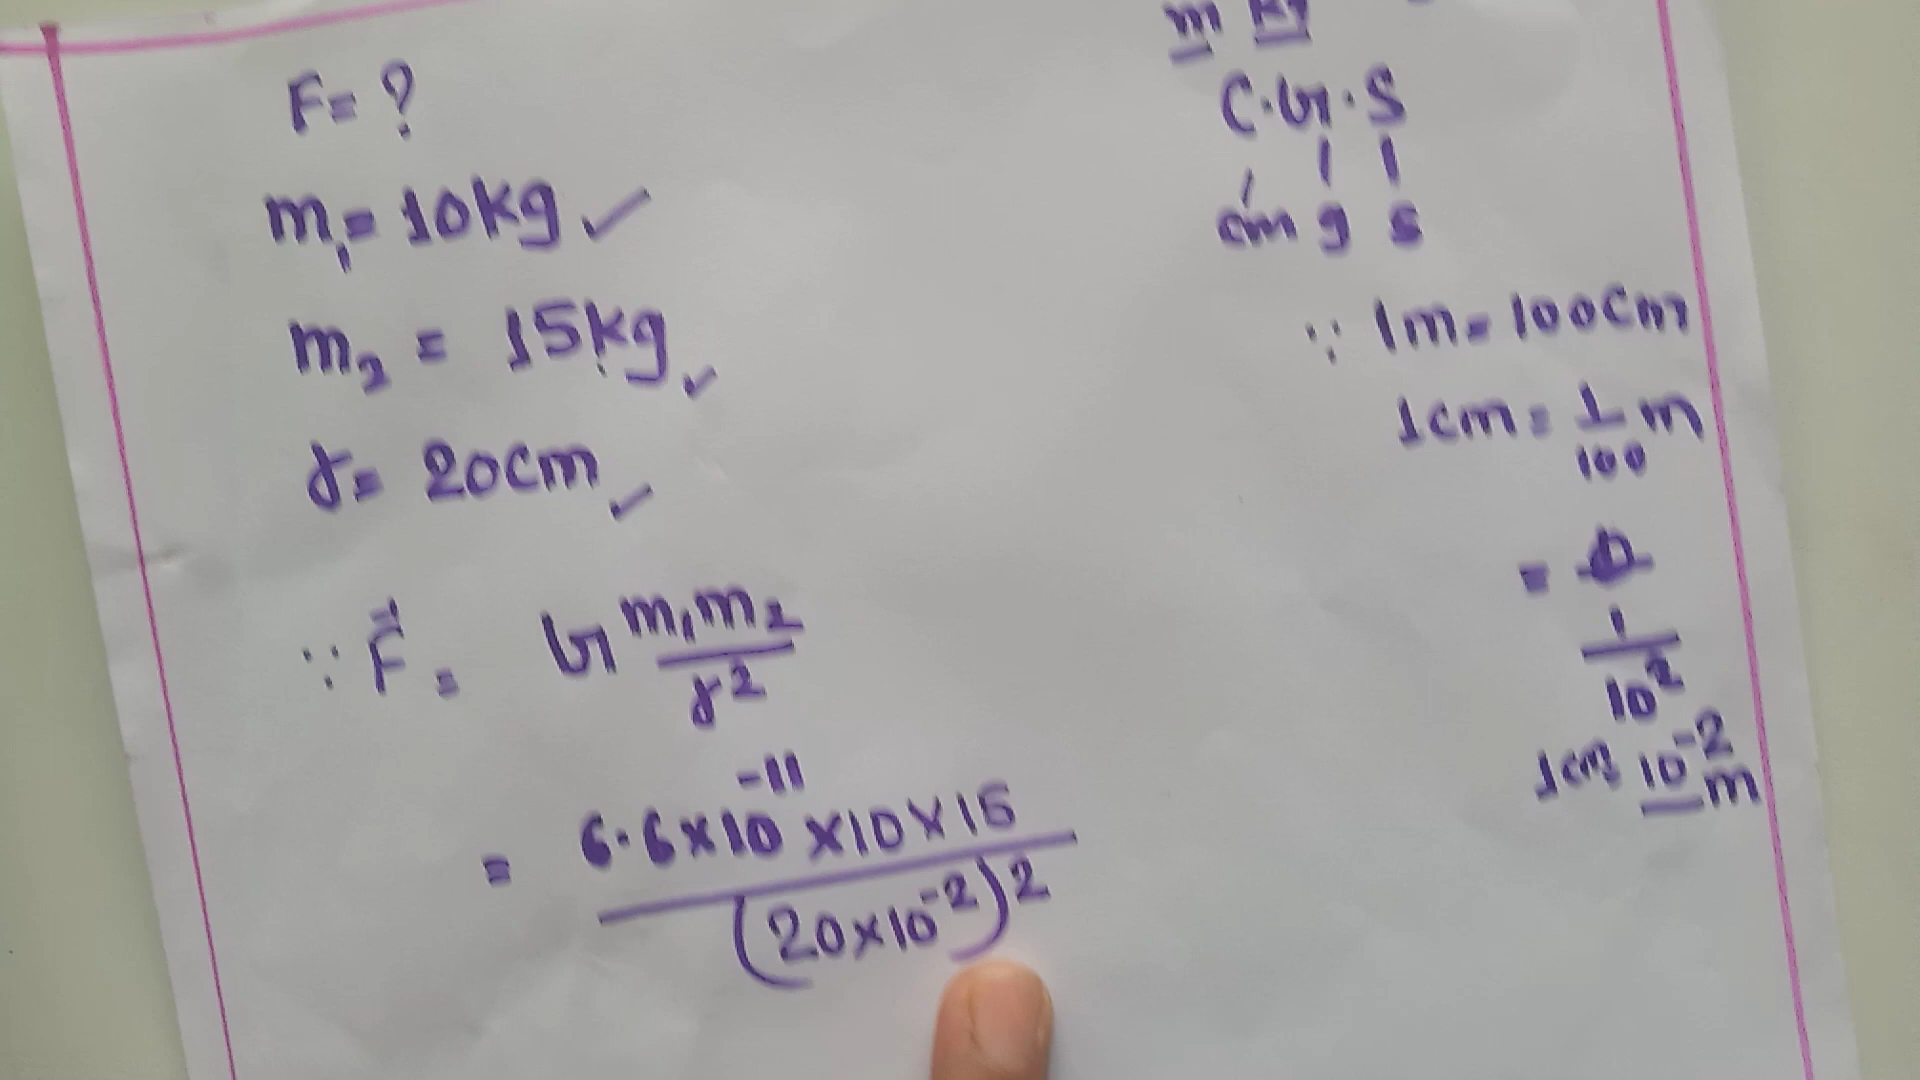 F = ?
m₁ = 10kg ✓
m₂ = 15kg ✓
r = 20cm ✓
∵ F⃗ = G m₁m₂ / r²
= 6.6×10⁻¹¹ ×10×15 / (20×10⁻²)²
m kg
C.G.S
cm g s
∵ 1m = 100cm
1cm = 1/100 m
=
1/10²
1cm = 10⁻² m